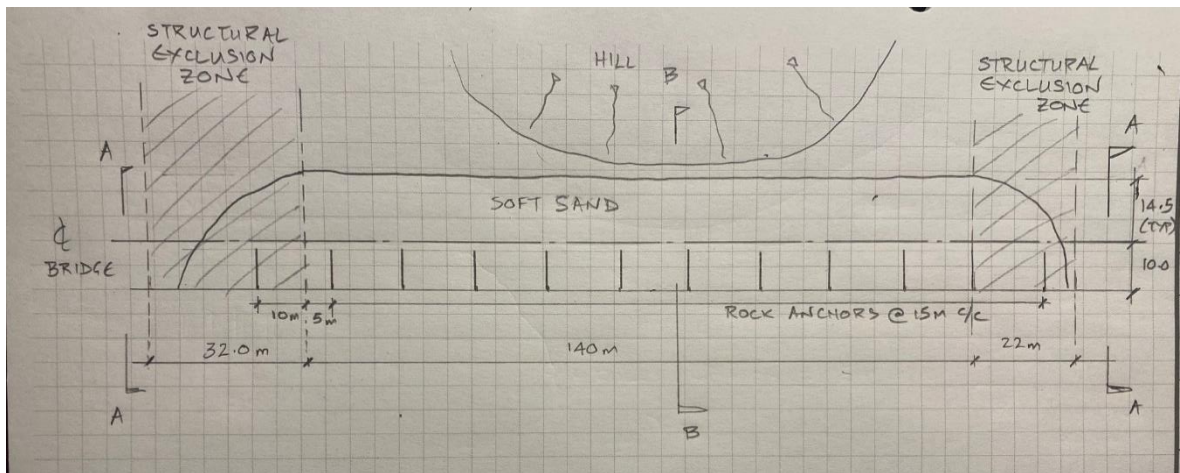 STRUCTURAL
EXCLUSION
ZONE
HILL
B
STRUCTURAL
EXCLUSION
ZONE
A
A
SOFT SAND
14.5
(TYP)
℄
BRIDGE
10.0
10m
5m
ROCK ANCHORS @ 15M C/C
32.0m
140m
22m
A
B
A